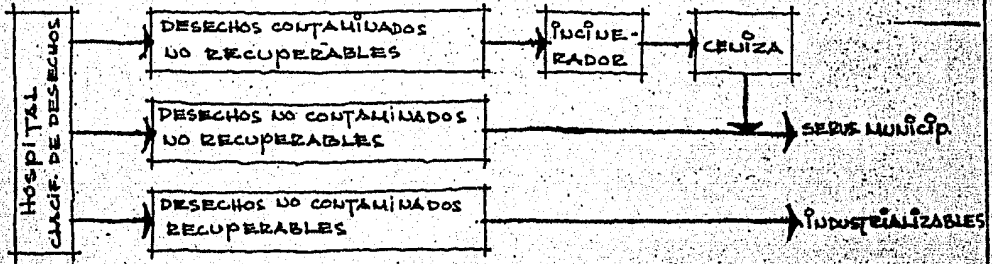 HOSPITAL
CLACIF. DE DESECHOS
DESECHOS CONTAMINADOS
NO RECUPERABLES
INCINE-
RADOR
CENIZA
DESECHOS NO CONTAMINADOS
NO RECUPERABLES
SERVS MUNICIP.
DESECHOS NO CONTAMINADOS
RECUPERABLES
INDUSTRIALIZABLES